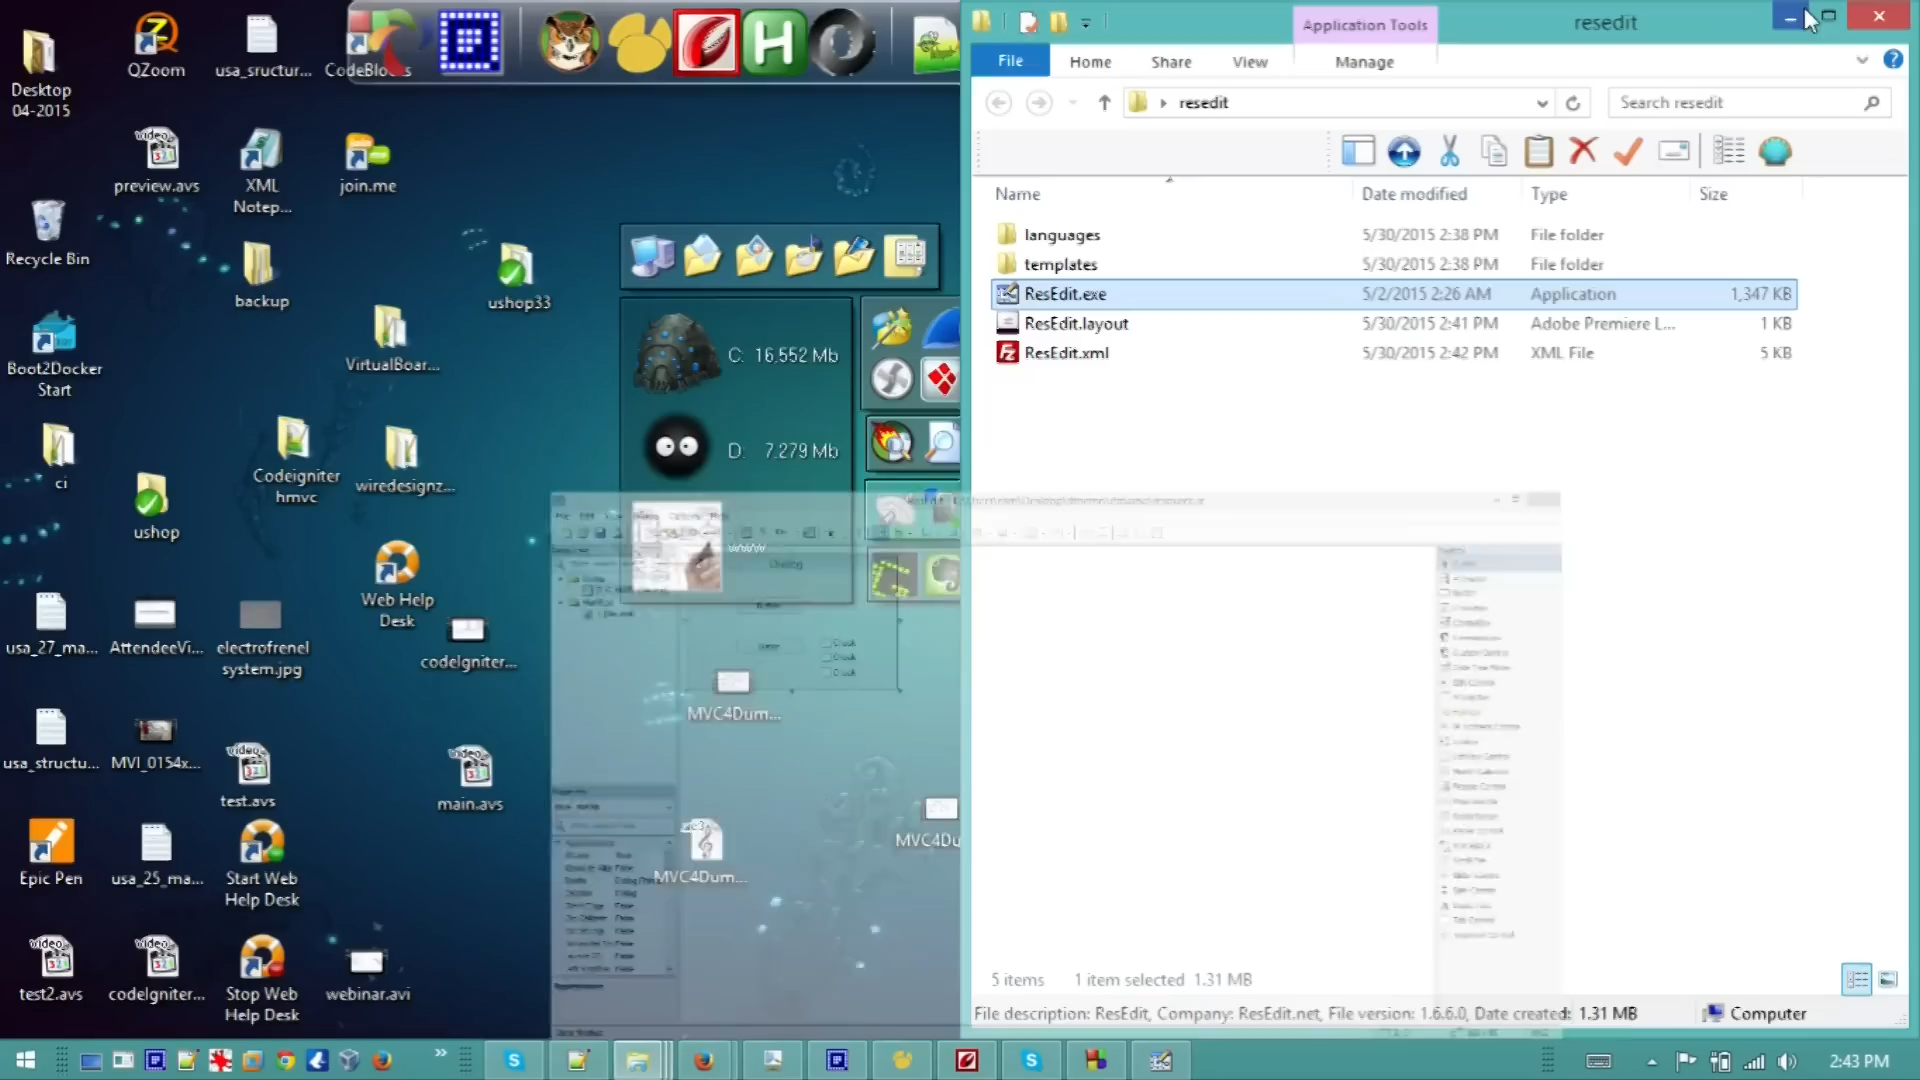 Application Tools
resedit
File
Home
Share
View
Manage
resedit
Search resedit
Name
Date modified
Type
Size
languages
5/30/2015 2:38 PM
File folder
templates
5/30/2015 2:38 PM
File folder
ResEdit.exe
5/2/2015 2:26 AM
Application
1,347 KB
ResEdit.layout
5/30/2015 2:41 PM
Adobe Premiere L...
1 KB
ResEdit.xml
5/30/2015 2:42 PM
XML File
5 KB
5 items
1 item selected 1.31 MB
File description: ResEdit, Company: ResEdit.net, File version: 1.6.6.0, Date created:
1.31 MB
Computer
Desktop
04-2015
QZoom
usa_sructur...
CodeBlocks
preview.avs
XML
Notep...
join.me
Recycle Bin
backup
ushop33
Boot2Docker
Start
VirtualBoar...
C: 16,552 Mb
D: 7,279 Mb
www
ci
ushop
Codeigniter
hmvc
wiredesignz...
Web Help
Desk
usa_27_ma...
AttendeeVi...
electrofrenel
system.jpg
codeIgniter...
MVC4Dum...
usa_structu...
MVI_0154x...
test.avs
main.avs
MVC4Du
MVC4Dum...
Epic Pen
usa_25_ma...
Start Web
Help Desk
test2.avs
codeIgniter...
Stop Web
Help Desk
webinar.avi
2:43 PM